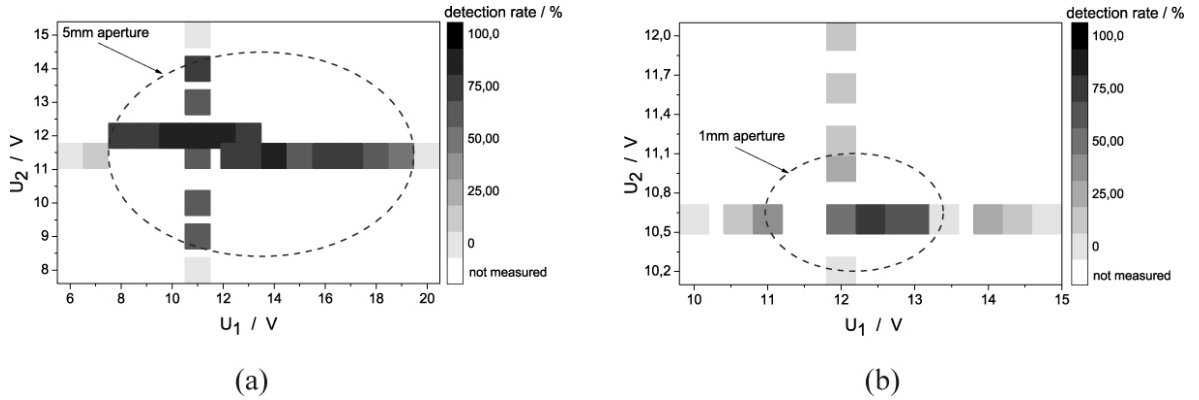 detection rate / %
5mm aperture
15
14
13
12
11
10
9
8
U2 / V
6 8 10 12 14 16 18 20
U1 / V
100,0
75,00
50,00
25,00
0
not measured
(a)
detection rate / %
1mm aperture
12,0
11,7
11,4
11,1
10,8
10,5
10,2
U2 / V
10 11 12 13 14 15
U1 / V
100,0
75,00
50,00
25,00
0
not measured
(b)